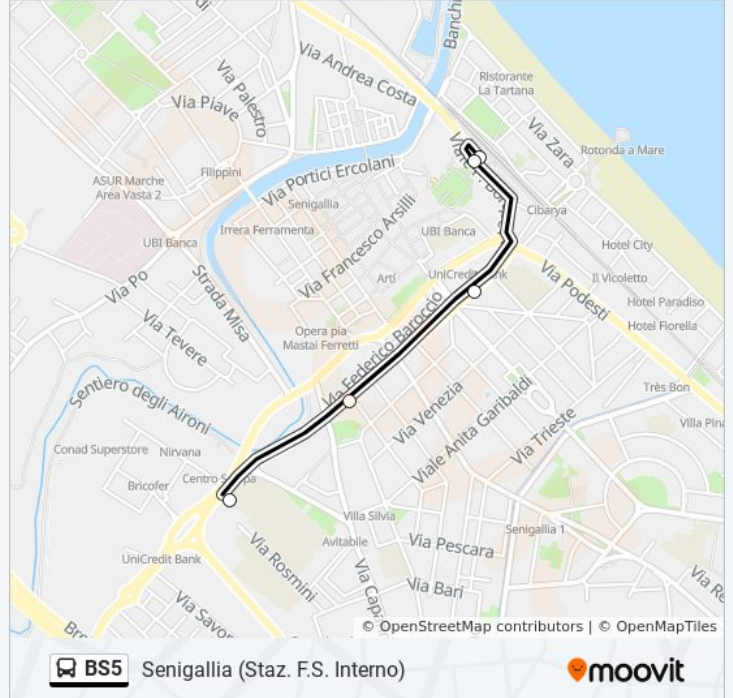 Banchi
Via Andrea Costa
Ristorante
La Tartana
Via Palestro
Via Piave
Via Zara
Rotonda a Mare
Filippini
Via Portici Ercolani
ASUR Marche
Area Vasta 2
Senigallia
Via Francesco Arsilli
Cibarya
Irrera Ferramenta
UBI Banca
UBI Banca
Hotel City
Arti
Il Vicoletto
Via Po
Strada Misa
Via Podesti
Hotel Paradiso
Hotel Fiorella
Via Tevere
Opera pia
Mastai Ferretti
Via Federico Baroccio
Sentiero degli Aironi
Via Venezia
Viale Anita Garibaldi
Très Bon
Via Trieste
Villa Pina
Conad Superstore
Nirvana
Bricofer
Villa Silvia
Senigallia 1
Avitabile
Via Pescara
UniCredit Bank
Via Rosmini
Via Bari
© OpenStreetMap contributors | © OpenMapTiles
BS5
Senigallia (Staz. F.S. Interno)
moovit